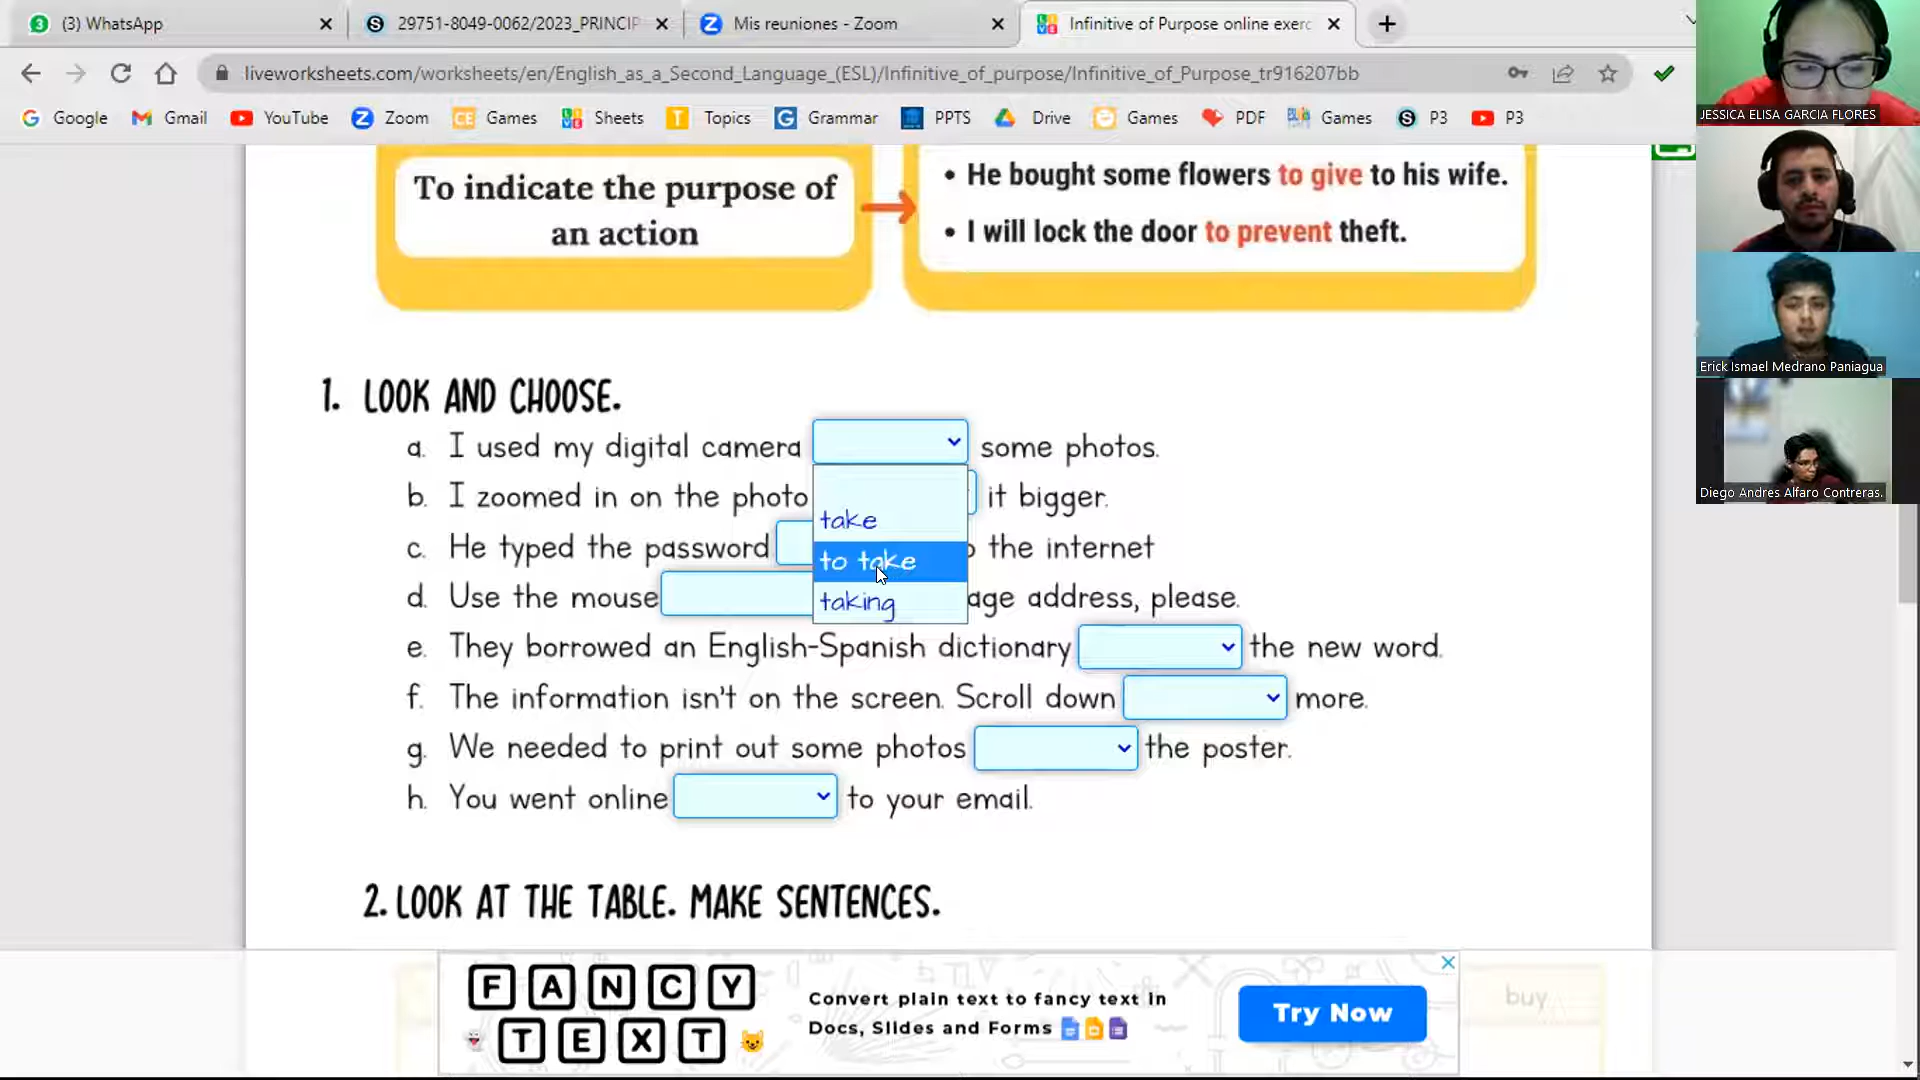 (3) WhatsApp
29751-8049-0062/2023_PRINCIP
Mis reuniones - Zoom
Infinitive of Purpose online exerc
liveworksheets.com/worksheets/en/English_as_a_Second_Language_(ESL)/Infinitive_of_purpose/Infinitive_of_Purpose_tr916207bb
Google Gmail YouTube Zoom Games Sheets Topics Grammar PPTS Drive Games PDF Games P3 P3
JESSICA ELISA GARCIA FLORES
Erick Ismael Medrano Paniagua
Diego Andres Alfaro Contreras.
To indicate the purpose of
an action
• He bought some flowers to give to his wife.
• I will lock the door to prevent theft.
1. LOOK AND CHOOSE.
a. I used my digital camera some photos.
b. I zoomed in on the photo it bigger.
take
c. He typed the password the internet
to take
d. Use the mouse age address, please.
taking
e. They borrowed an English-Spanish dictionary the new word.
f. The information isn't on the screen. Scroll down more.
g. We needed to print out some photos the poster.
h. You went online to your email.
2. LOOK AT THE TABLE. MAKE SENTENCES.
FANCY
TEXT
Convert plain text to fancy text in
Docs, Slides and Forms
Try Now
buy